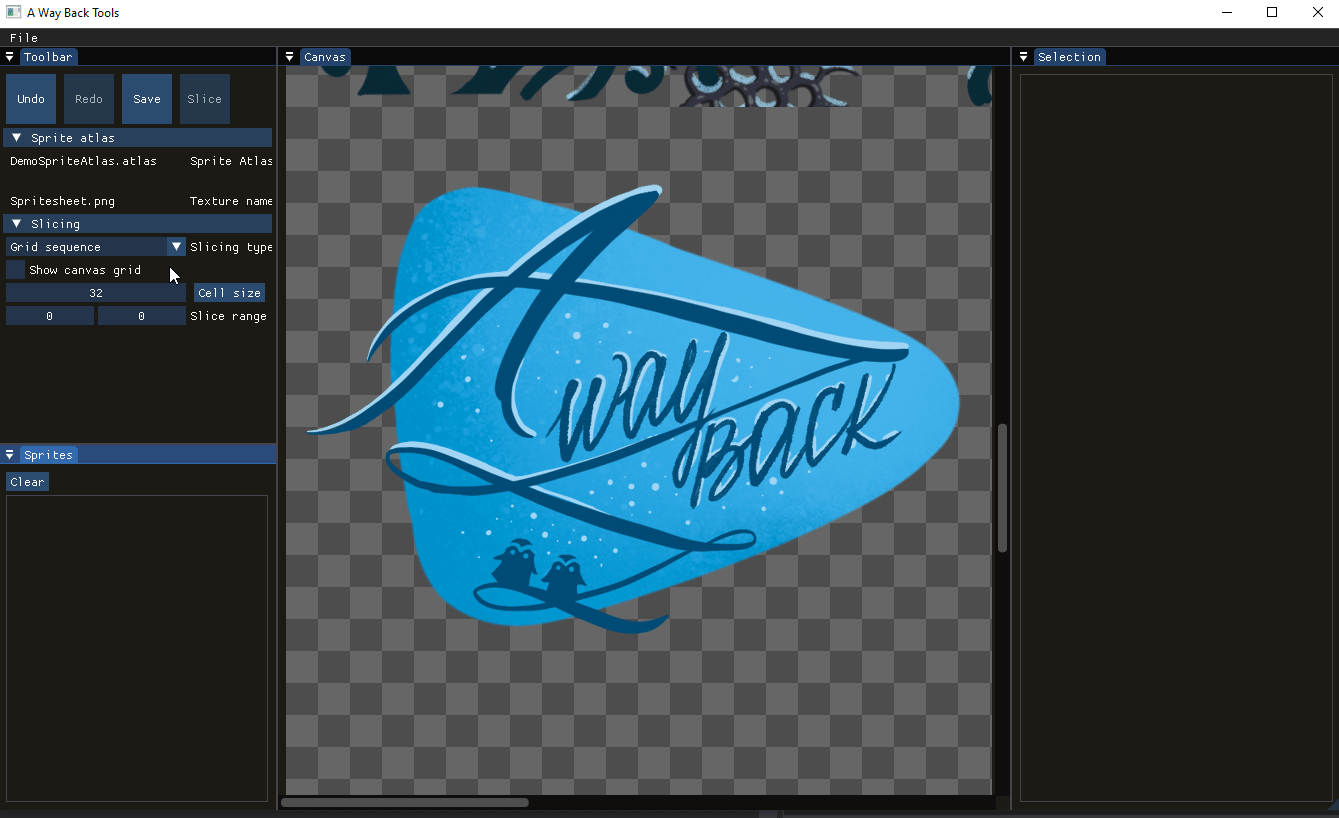 A Way Back Tools
File
Toolbar
Canvas
Selection
Undo Redo Save Slice
Sprite atlas
DemoSpriteAtlas.atlas Sprite Atlas
Spritesheet.png Texture name
Slicing
Grid sequence Slicing type
Show canvas grid
32 Cell size
0 0 Slice range
Sprites
Clear
A
way
BACK